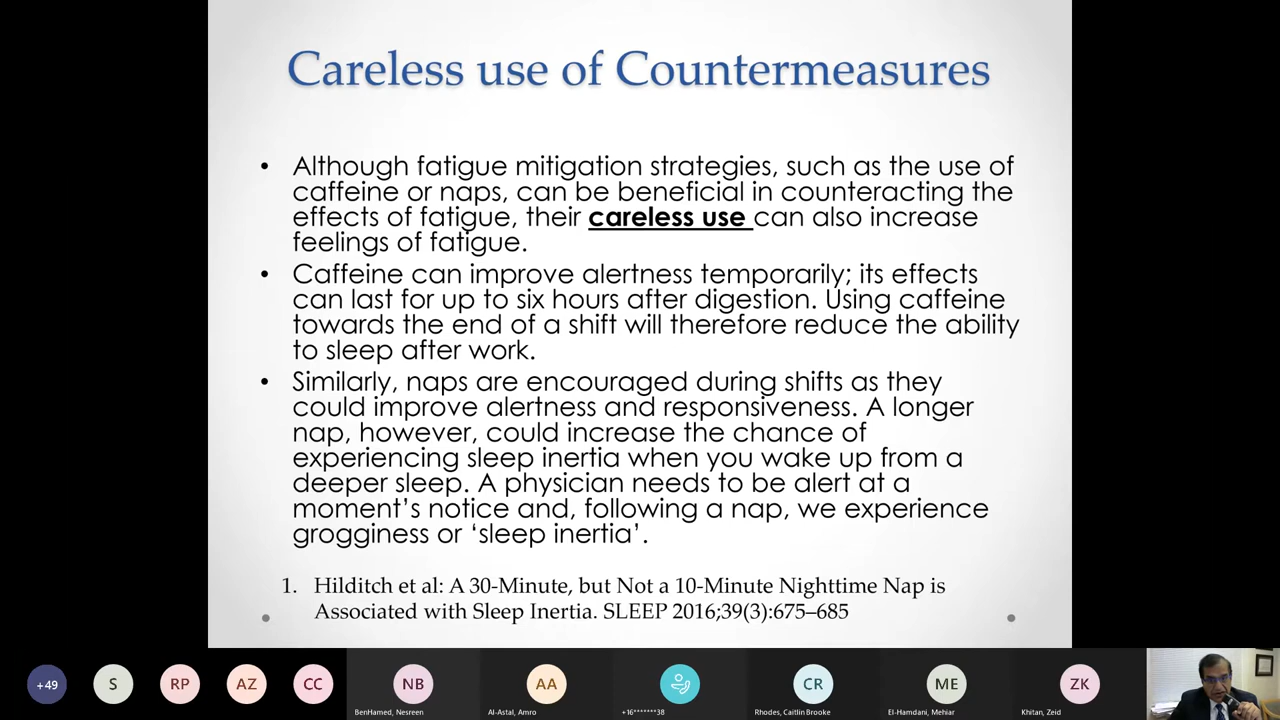 Careless use of Countermeasures
• Although fatigue mitigation strategies, such as the use of
caffeine or naps, can be beneficial in counteracting the
effects of fatigue, their careless use can also increase
feelings of fatigue.
• Caffeine can improve alertness temporarily; its effects
can last for up to six hours after digestion. Using caffeine
towards the end of a shift will therefore reduce the ability
to sleep after work.
• Similarly, naps are encouraged during shifts as they
could improve alertness and responsiveness. A longer
nap, however, could increase the chance of
experiencing sleep inertia when you wake up from a
deeper sleep. A physician needs to be alert at a
moment’s notice and, following a nap, we experience
grogginess or ‘sleep inertia’.
1. Hilditch et al: A 30-Minute, but Not a 10-Minute Nighttime Nap is
Associated with Sleep Inertia. SLEEP 2016;39(3):675–685
+49 S RP AZ CC NB AA CR ME ZK
BenHamed, Nesreen Al-Astal, Amro +16*******38 Rhodes, Caitlin Brooke El-Hamdani, Mehiar Khitan, Zeid